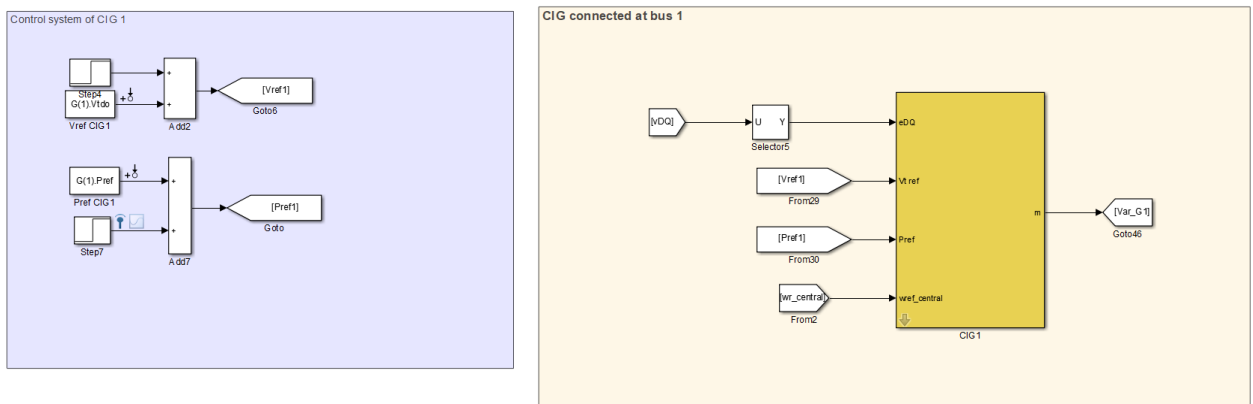 Control system of CIG 1
Step4
+
G(1).Vtdo
+
+
Vref CIG1
Add2
[Vref1]
Goto6
G(1).Pref
+
+
Pref CIG1
[Pref1]
Goto
Step7
+
Add7
CIG connected at bus 1
[vDQ]
U Y
Selector5
eDQ
[Vref1]
From29
Vt ref
[Pref1]
From30
Pref
[wr_central]
From2
wref_central
m
CIG1
[Var_G1]
Goto46